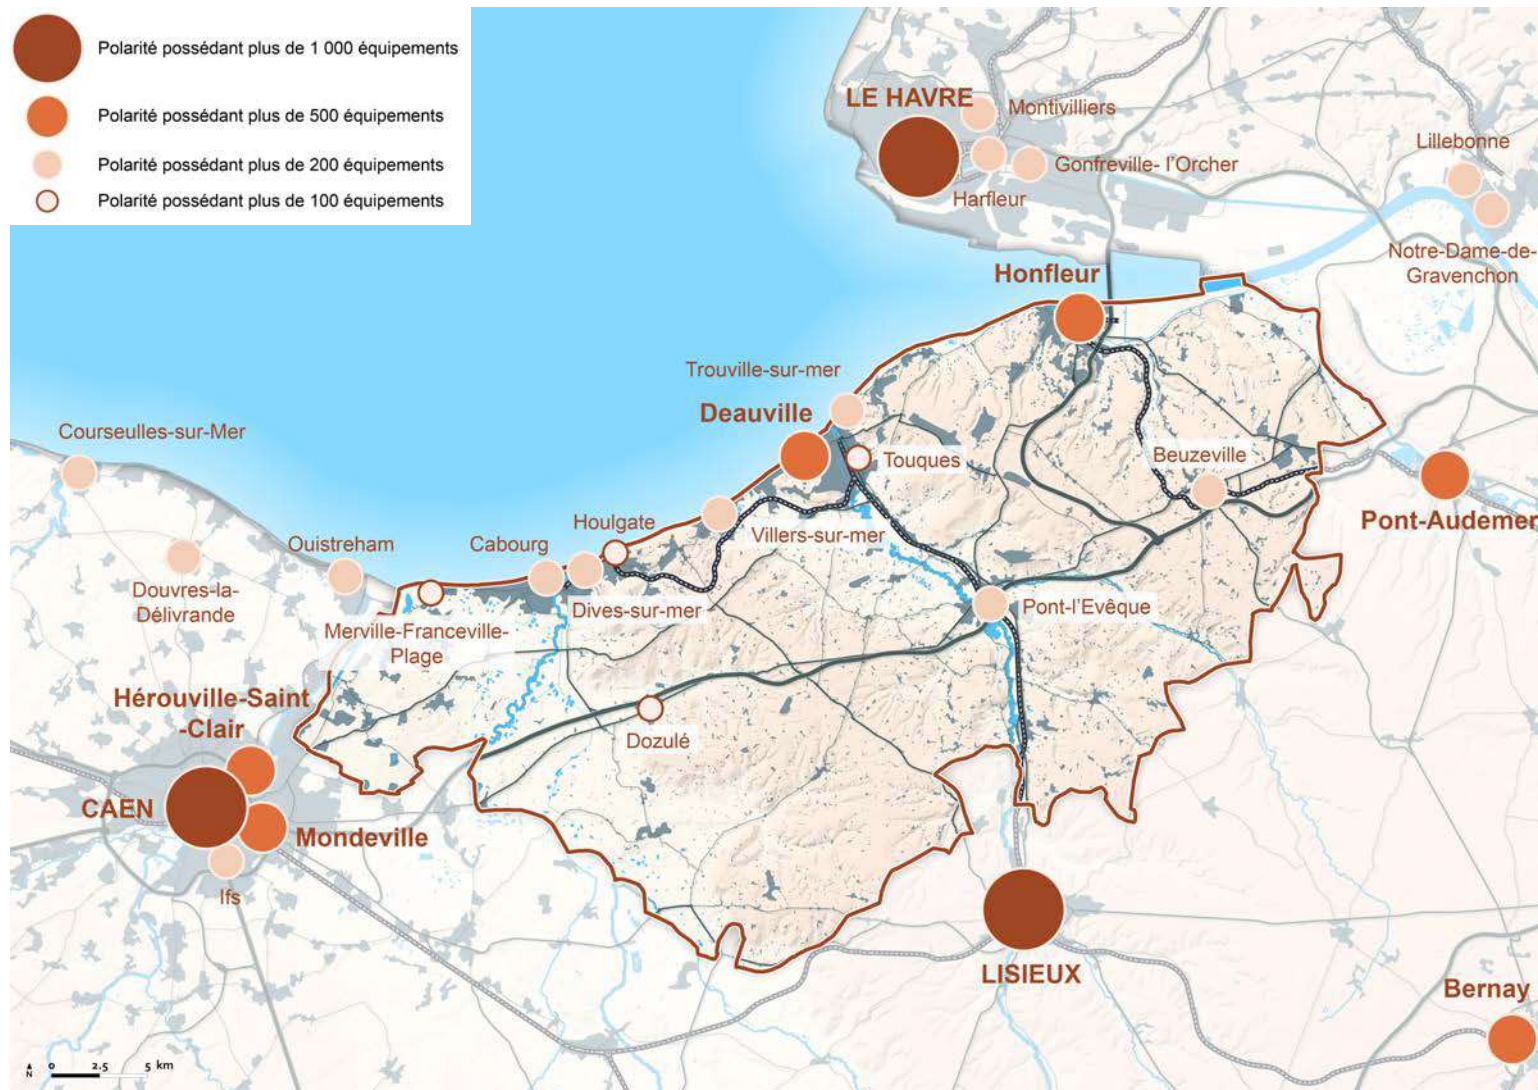 Polarité possédant plus de 1 000 équipements
Polarité possédant plus de 500 équipements
Polarité possédant plus de 200 équipements
Polarité possédant plus de 100 équipements
LE HAVRE
Montivilliers
Gonfreville- l'Orcher
Harfleur
Lillebonne
Notre-Dame-de-
Gravenchon
Honfleur
Trouville-sur-mer
Deauville
Touques
Beuzeville
Pont-Audemer
Courseulles-sur-Mer
Douvres-la-
Délivrande
Ouistreham
Cabourg
Houlgate
Villers-sur-mer
Dives-sur-mer
Merville-Franceville-
Plage
Pont-l'Evêque
Hérouville-Saint
-Clair
Dozulé
CAEN
Mondeville
Ifs
LISIEUX
Bernay
N
0 2.5 5 km